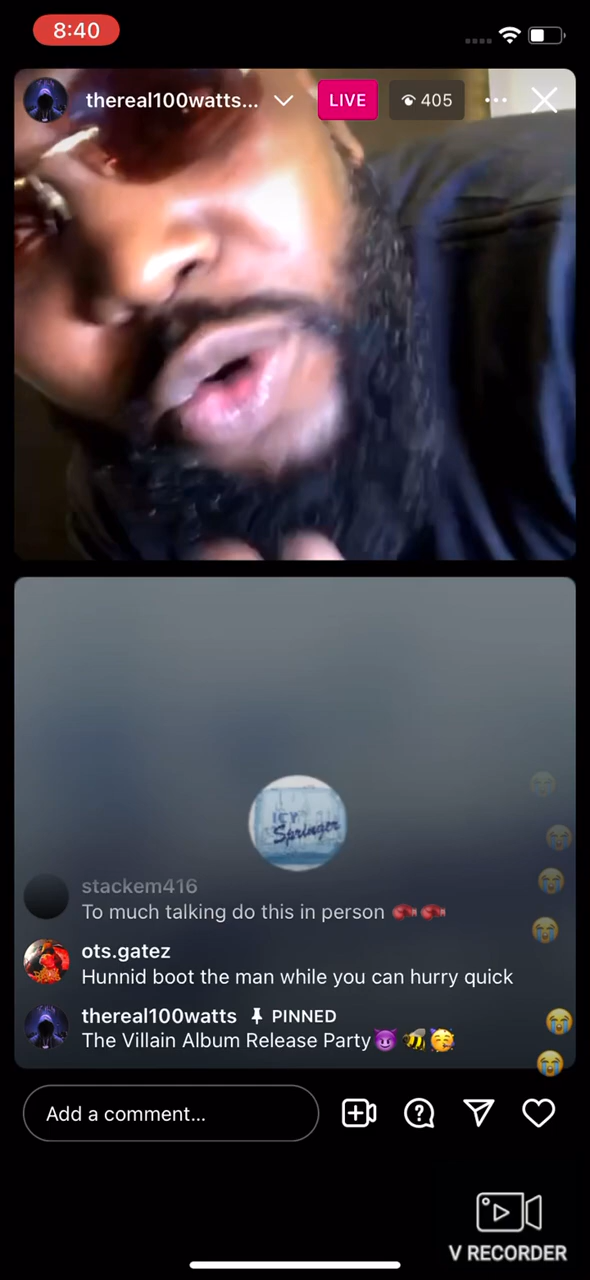 8:40
thereal100watts...
LIVE
405
ICY
Springer
stackem416
To much talking do this in person
ots.gatez
Hunnid boot the man while you can hurry quick
thereal100watts PINNED
The Villain Album Release Party
Add a comment...
V RECORDER